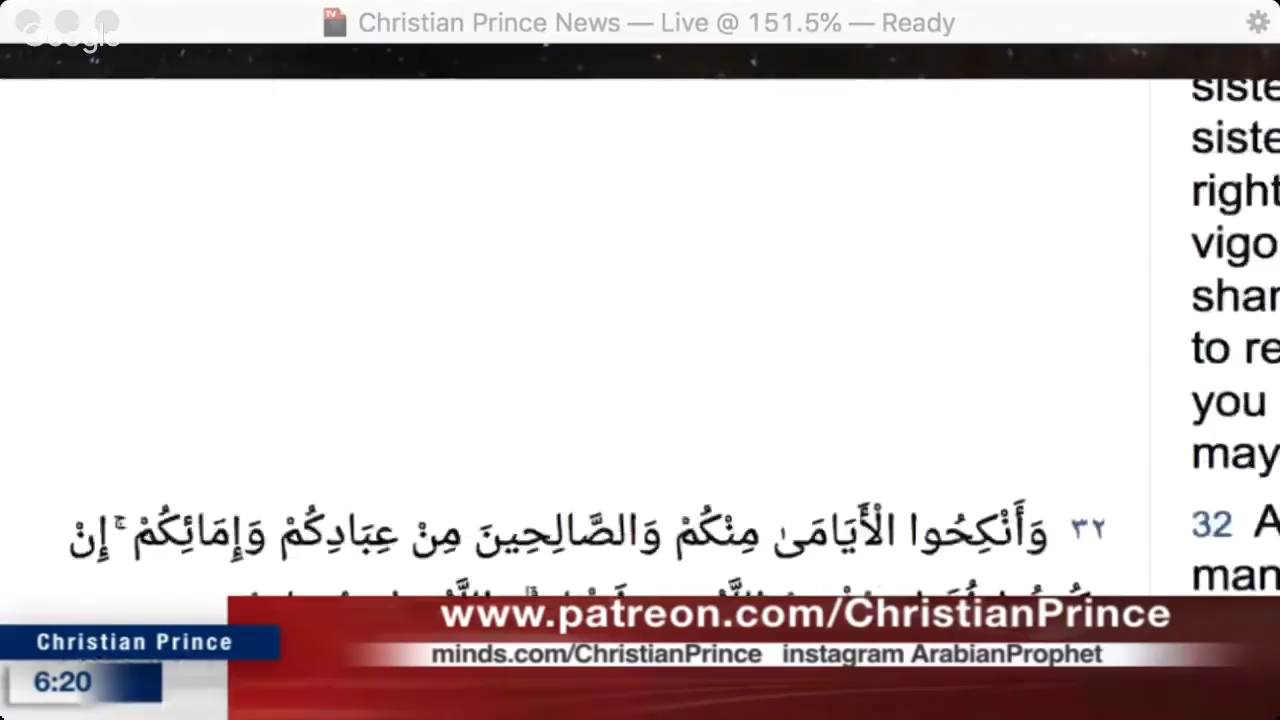 Christian Prince News — Live @ 151.5% — Ready
Google
siste
siste
right
vigo
shar
to re
you
may
٣٢ وَأَنْكِحُوا الْأَيَامَىٰ مِنْكُمْ وَالصَّالِحِينَ مِنْ عِبَادِكُمْ وَإِمَائِكُمْ ۚ إِنْ
32 A
man
www.patreon.com/ChristianPrince
Christian Prince
minds.com/ChristianPrince instagram ArabianProphet
6:20